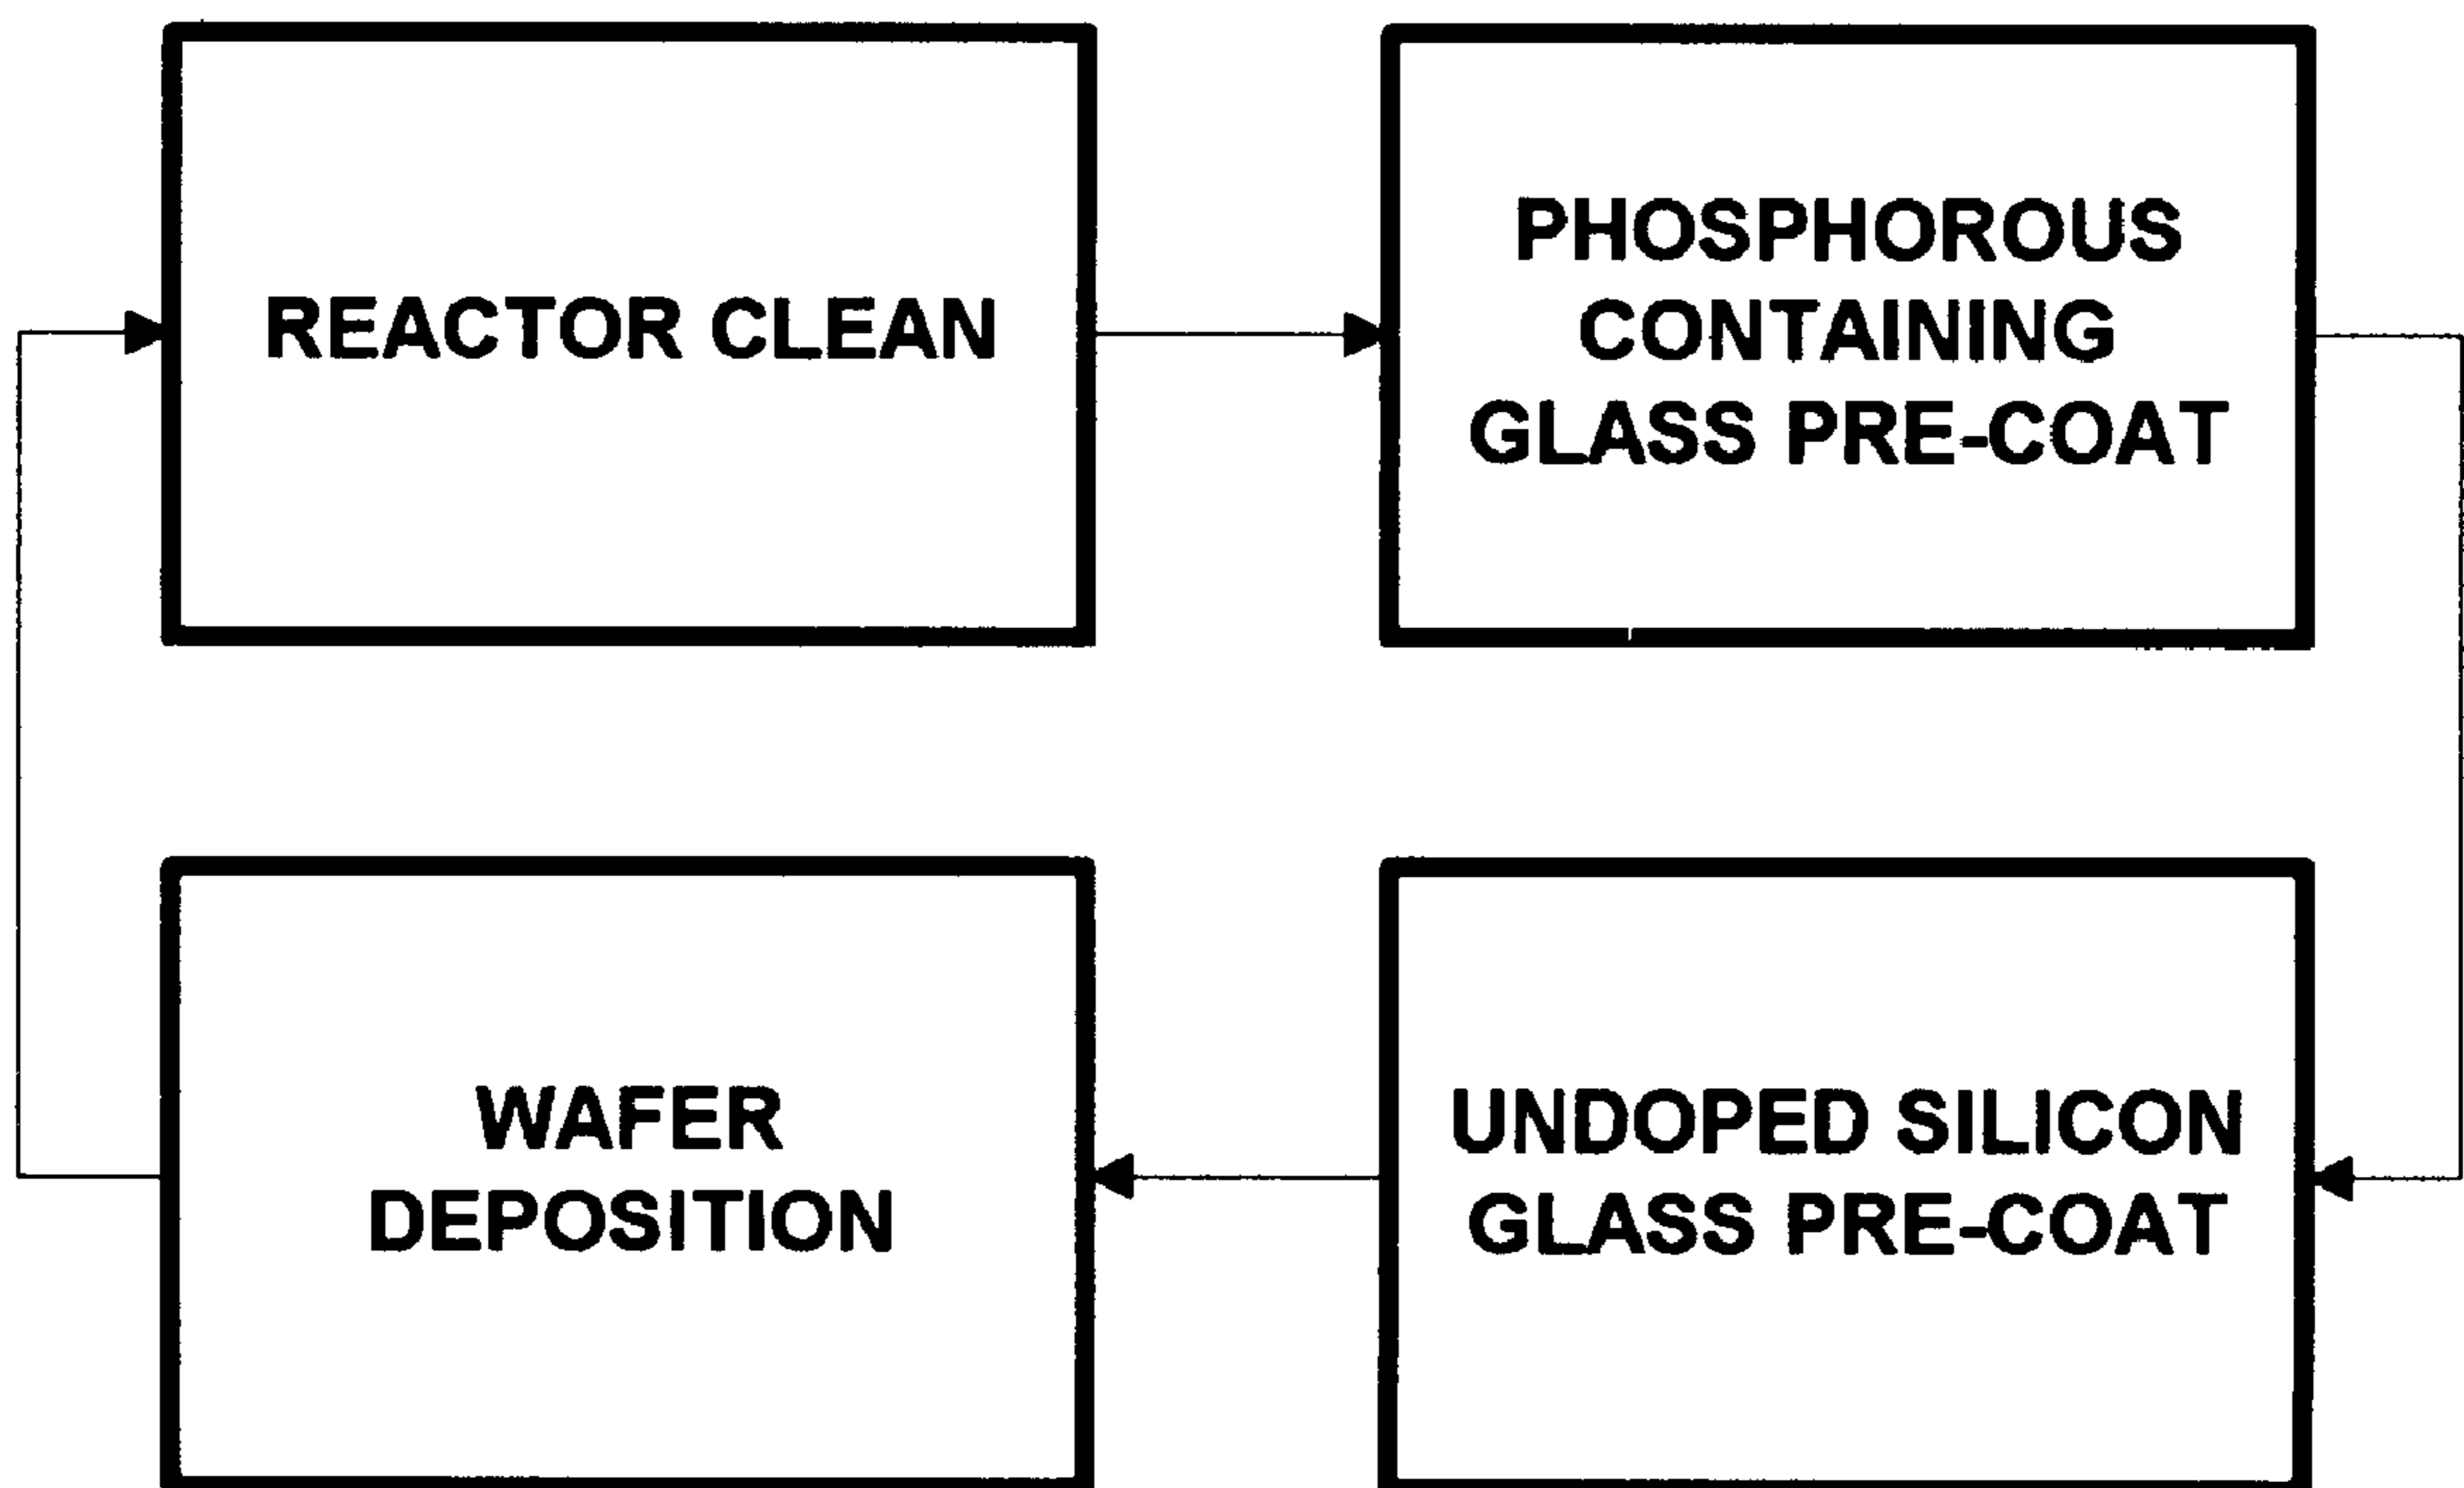 REACTOR CLEAN
PHOSPHOROUS
CONTAINING
GLASS PRE-COAT
WAFER
DEPOSITION
UNDOPED SILICON
GLASS PRE-COAT